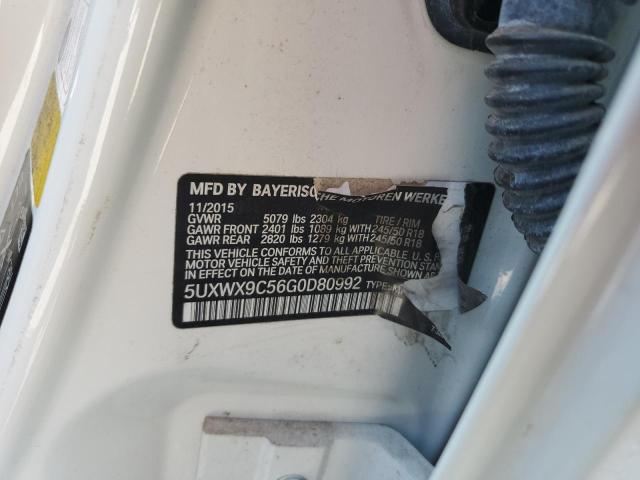 MFD BY BAYERISCHE MOTOREN WERKE
11/2015
GVWR 5079 lbs 2304 kg TIRE / RIM
GAWR FRONT 2401 lbs 1089 kg WITH 245/50 R18
GAWR REAR 2820 lbs 1279 kg WITH 245/50 R18
THIS VEHICLE CONFORMS TO ALL APPLICABLE U.S. F
MOTOR VEHICLE SAFETY, BUMPER
AND THEFT PREVENTION STA
IN EFFECT ON THE DATE OF MANUFACTURE SHOWN
5UXWX9C56G0D80992 TYPE: